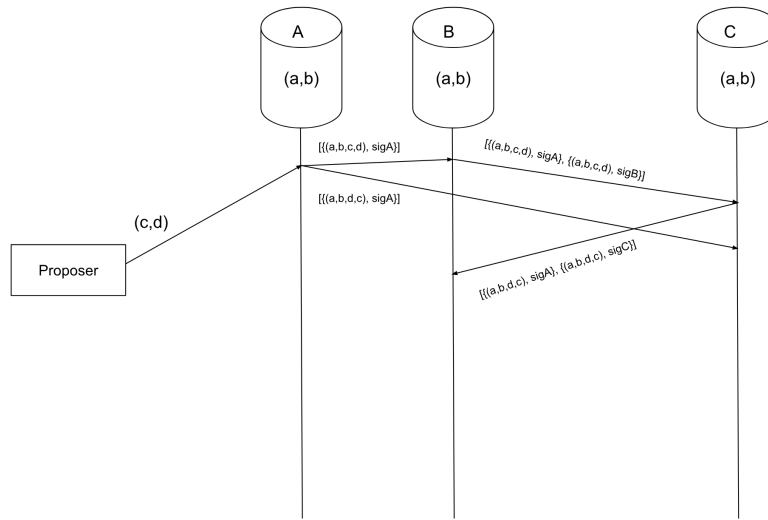 A
B
C
(a,b)
(a,b)
(a,b)
[{(a,b,c,d), sigA}]
[{(a,b,c,d), sigA}, {(a,b,c,d), sigB}]
[{(a,b,d,c), sigA}]
(c,d)
Proposer
[{(a,b,d,c), sigA}, {(a,b,d,c), sigC}]